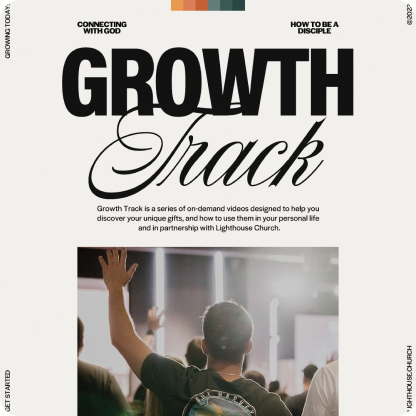 GROWING TODAY:
CONNECTING
WITH GOD
HOW TO BE A
DISCIPLE
GROWTH
Track
Growth Track is a series of on-demand videos designed to help you
discover your unique gifts, and how to use them in your personal life
and in partnership with Lighthouse Church.
GET STARTED
LIGHTHOUSE.CHURCH